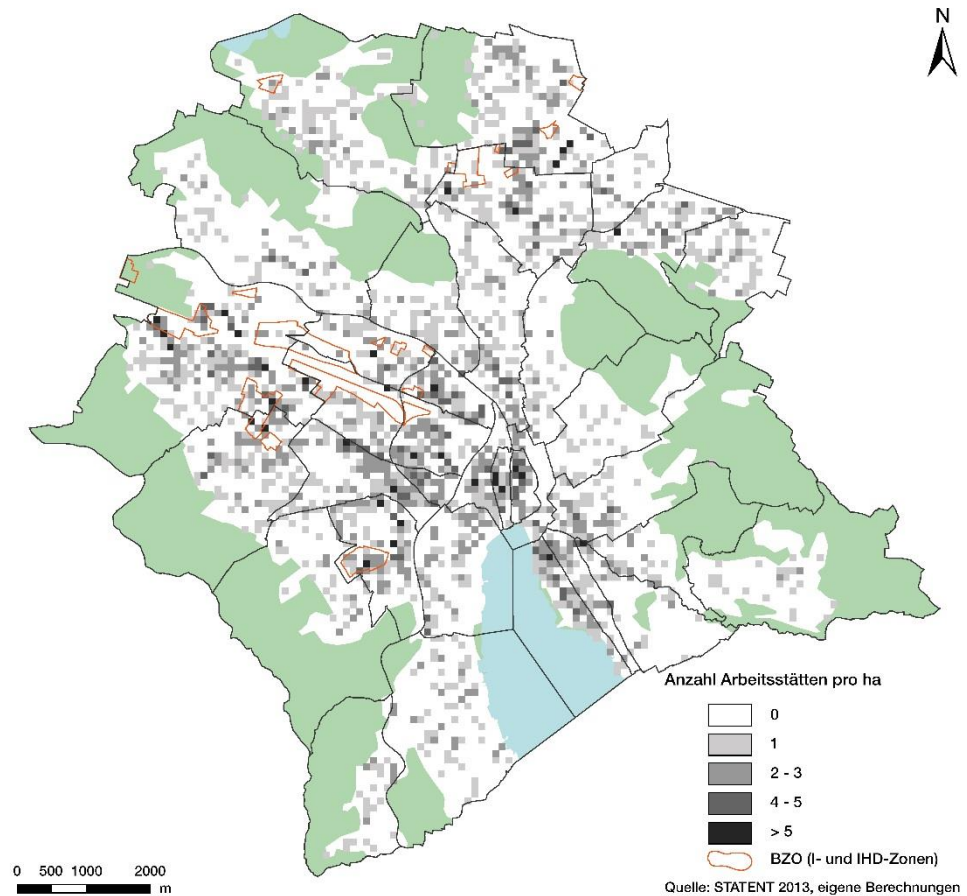 N
Anzahl Arbeitsstätten pro ha
0
1
2 - 3
4 - 5
> 5
BZO (I- und IHD-Zonen)
0 500 1000 2000
m
Quelle: STATENT 2013, eigene Berechnungen